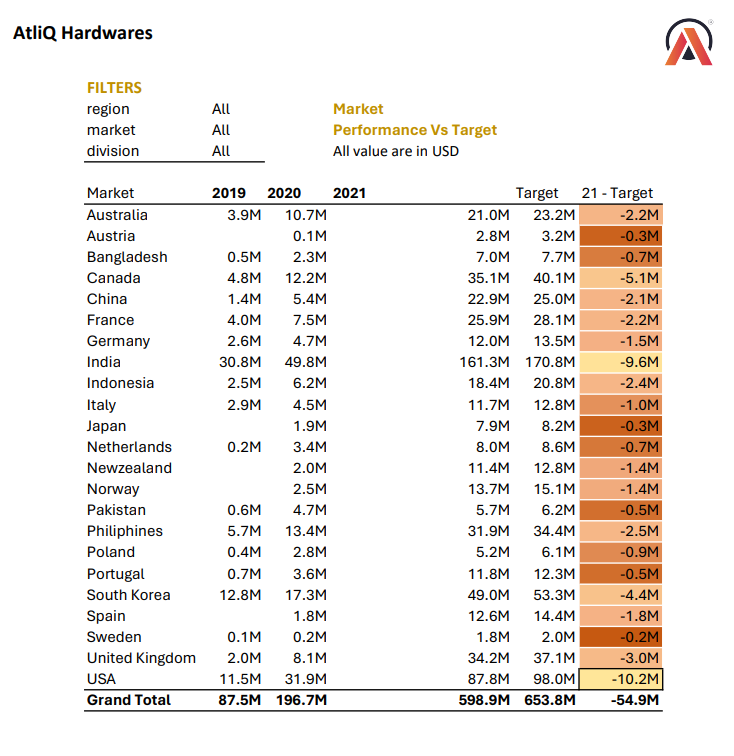 AtliQ Hardwares
FILTERS
region All Market
market All Performance Vs Target
division All All value are in USD
Market 2019 2020 2021 Target 21 - Target
Australia 3.9M 10.7M 21.0M 23.2M -2.2M
Austria 0.1M 2.8M 3.2M -0.3M
Bangladesh 0.5M 2.3M 7.0M 7.7M -0.7M
Canada 4.8M 12.2M 35.1M 40.1M -5.1M
China 1.4M 5.4M 22.9M 25.0M -2.1M
France 4.0M 7.5M 25.9M 28.1M -2.2M
Germany 2.6M 4.7M 12.0M 13.5M -1.5M
India 30.8M 49.8M 161.3M 170.8M -9.6M
Indonesia 2.5M 6.2M 18.4M 20.8M -2.4M
Italy 2.9M 4.5M 11.7M 12.8M -1.0M
Japan 1.9M 7.9M 8.2M -0.3M
Netherlands 0.2M 3.4M 8.0M 8.6M -0.7M
Newzealand 2.0M 11.4M 12.8M -1.4M
Norway 2.5M 13.7M 15.1M -1.4M
Pakistan 0.6M 4.7M 5.7M 6.2M -0.5M
Philiphines 5.7M 13.4M 31.9M 34.4M -2.5M
Poland 0.4M 2.8M 5.2M 6.1M -0.9M
Portugal 0.7M 3.6M 11.8M 12.3M -0.5M
South Korea 12.8M 17.3M 49.0M 53.3M -4.4M
Spain 1.8M 12.6M 14.4M -1.8M
Sweden 0.1M 0.2M 1.8M 2.0M -0.2M
United Kingdom 2.0M 8.1M 34.2M 37.1M -3.0M
USA 11.5M 31.9M 87.8M 98.0M -10.2M
Grand Total 87.5M 196.7M 598.9M 653.8M -54.9M